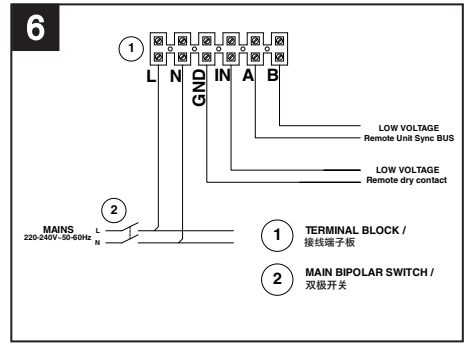 6
1
L N GND IN A B
LOW VOLTAGE
Remote Unit Sync BUS
LOW VOLTAGE
Remote dry contact
2
MAINS
220-240V~50-60Hz
L
N
1
TERMINAL BLOCK /
接线端子板
2
MAIN BIPOLAR SWITCH /
双极开关